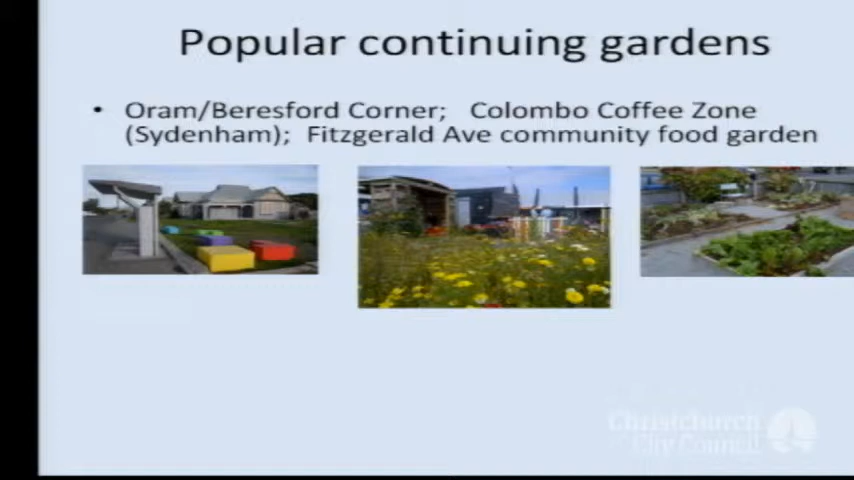 Popular continuing gardens
• Oram/Beresford Corner; Colombo Coffee Zone
(Sydenham); Fitzgerald Ave community food garden
Christchurch
City Council